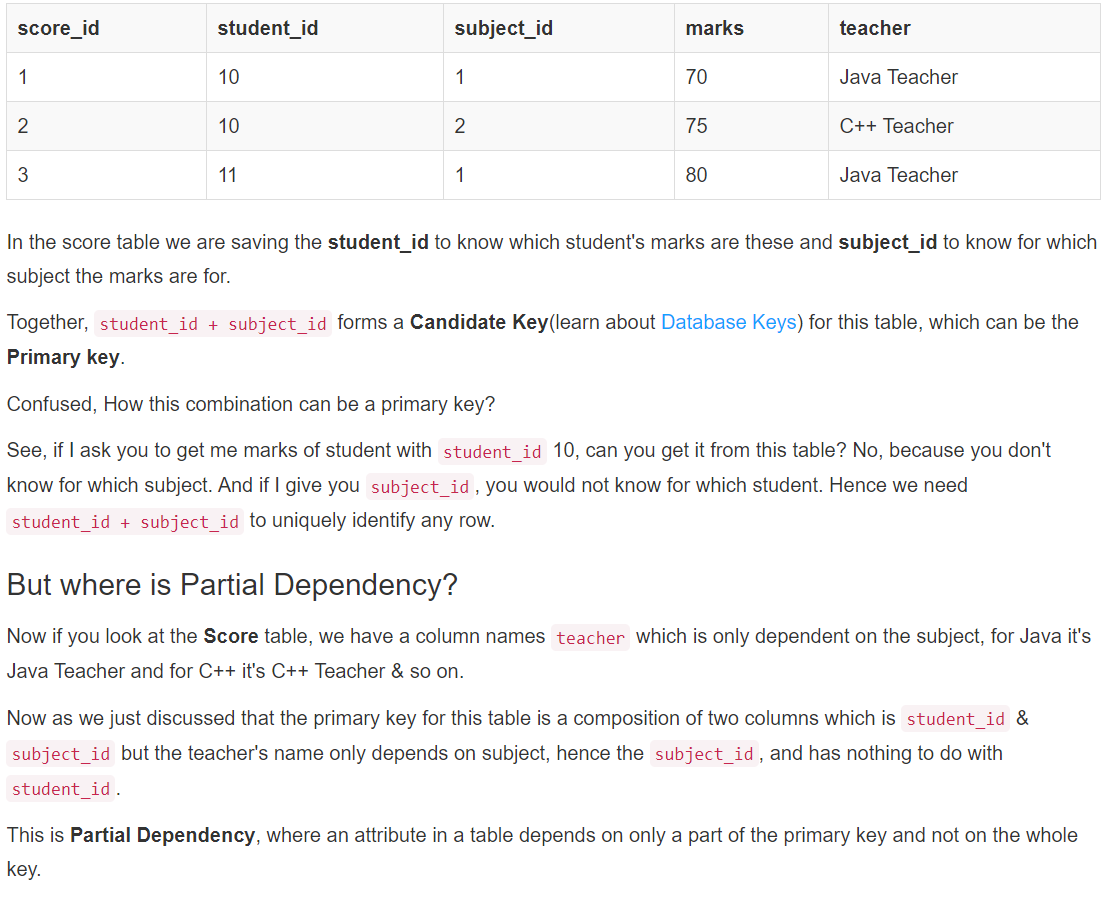 score_id student_id subject_id marks teacher
1 10 1 70 Java Teacher
2 10 2 75 C++ Teacher
3 11 1 80 Java Teacher
In the score table we are saving the student_id to know which student's marks are these and subject_id to know for which
subject the marks are for.
Together, student_id + subject_id forms a Candidate Key(learn about Database Keys) for this table, which can be the
Primary key.
Confused, How this combination can be a primary key?
See, if I ask you to get me marks of student with student_id 10, can you get it from this table? No, because you don't
know for which subject. And if I give you subject_id, you would not know for which student. Hence we need
student_id + subject_id to uniquely identify any row.
But where is Partial Dependency?
Now if you look at the Score table, we have a column names teacher which is only dependent on the subject, for Java it's
Java Teacher and for C++ it's C++ Teacher & so on.
Now as we just discussed that the primary key for this table is a composition of two columns which is student_id &
subject_id but the teacher's name only depends on subject, hence the subject_id, and has nothing to do with
student_id.
This is Partial Dependency, where an attribute in a table depends on only a part of the primary key and not on the whole
key.